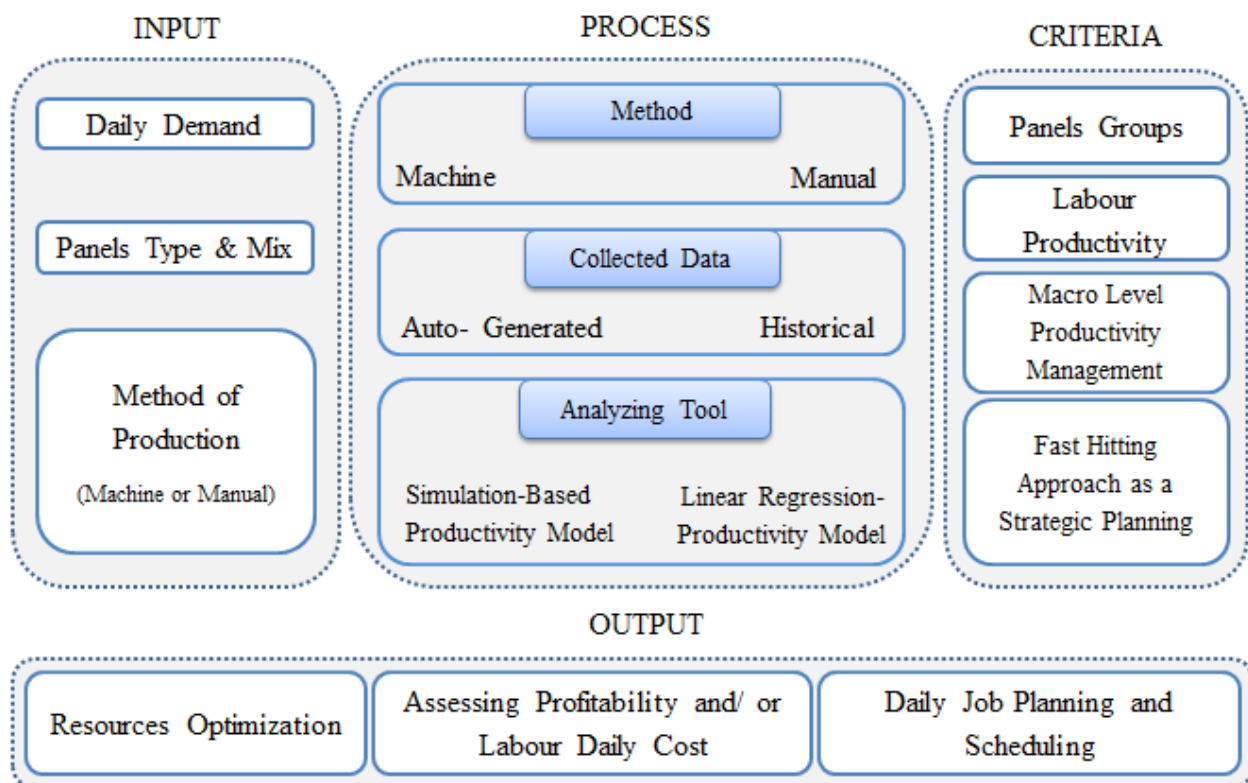 INPUT
Daily Demand
Panels Type & Mix
Method of
Production
(Machine or Manual)
PROCESS
Method
Machine Manual
Collected Data
Auto- Generated Historical
Analyzing Tool
Simulation-Based
Productivity Model
Linear Regression-
Productivity Model
CRITERIA
Panels Groups
Labour
Productivity
Macro Level
Productivity
Management
Fast Hitting
Approach as a
Strategic Planning
OUTPUT
Resources Optimization
Assessing Profitability and/ or
Labour Daily Cost
Daily Job Planning and
Scheduling